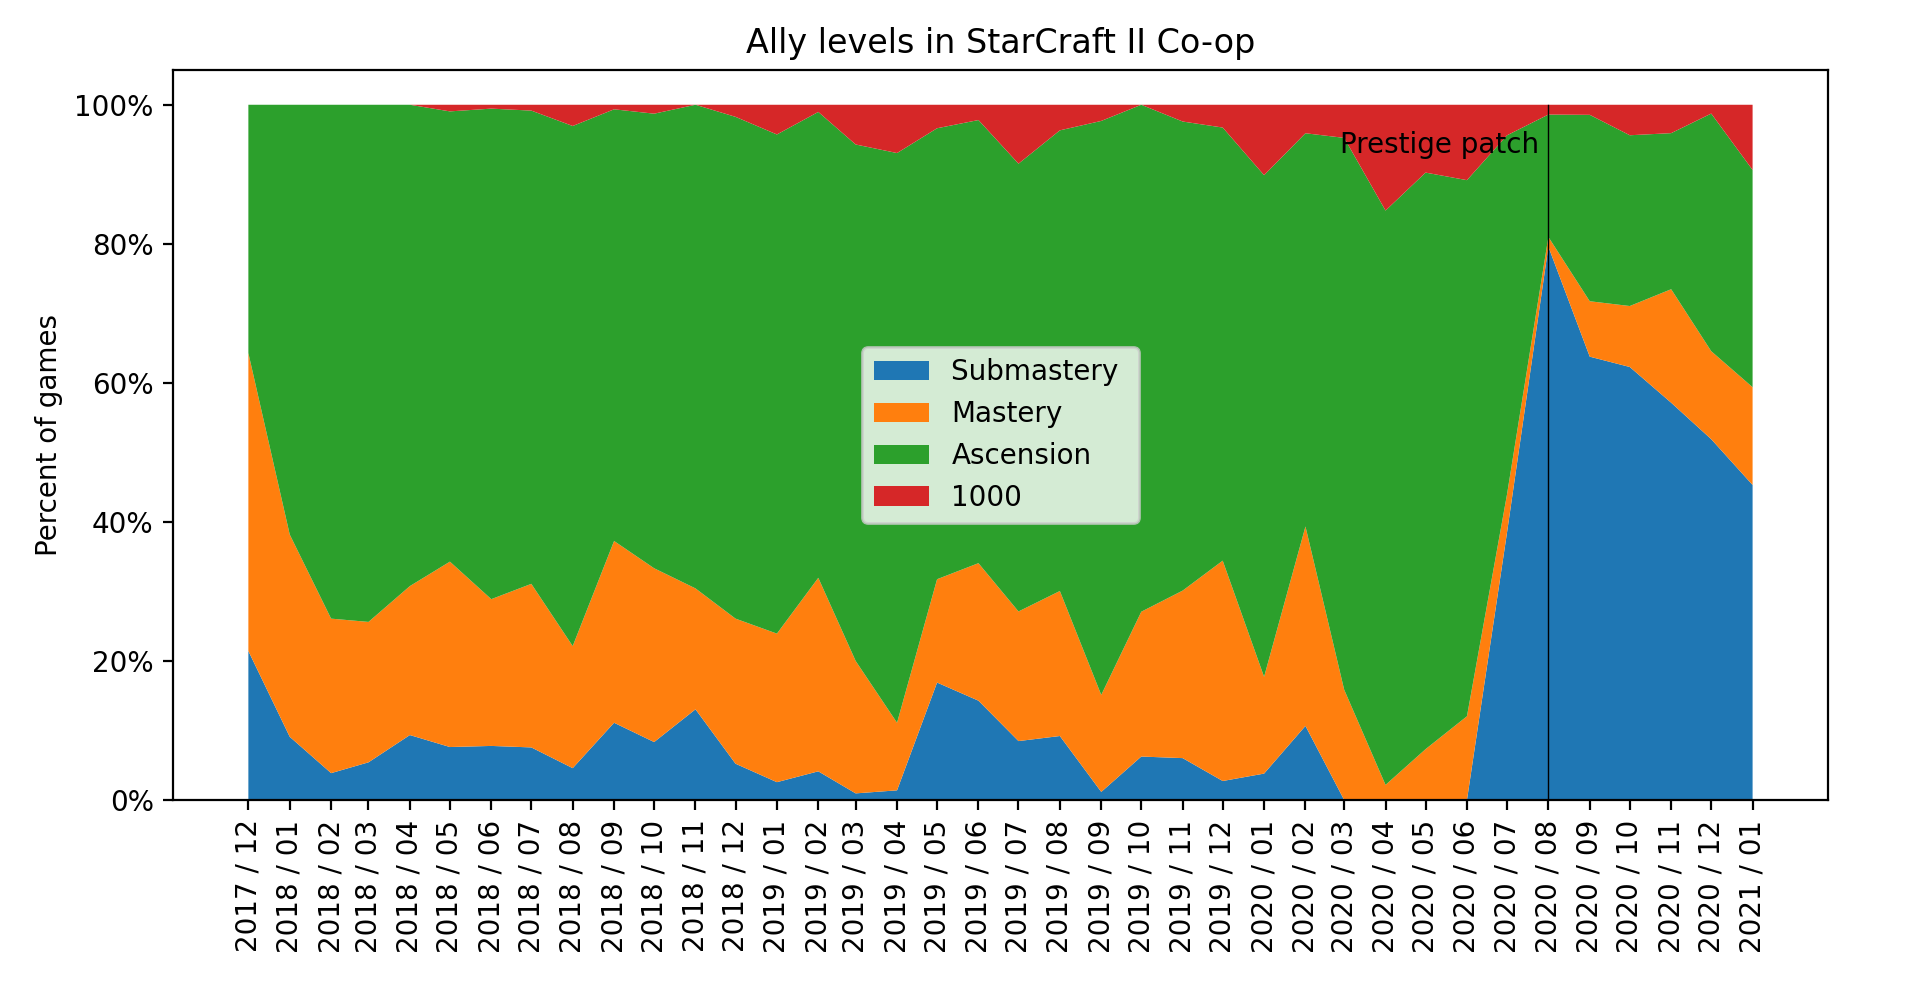 Ally levels in StarCraft II Co-op
Percent of games
100%
80%
60%
40%
20%
0%
Prestige patch
Submastery
Mastery
Ascension
1000
2017 / 12
2018 / 01
2018 / 02
2018 / 03
2018 / 04
2018 / 05
2018 / 06
2018 / 07
2018 / 08
2018 / 09
2018 / 10
2018 / 11
2018 / 12
2019 / 01
2019 / 02
2019 / 03
2019 / 04
2019 / 05
2019 / 06
2019 / 07
2019 / 08
2019 / 09
2019 / 10
2019 / 11
2019 / 12
2020 / 01
2020 / 02
2020 / 03
2020 / 04
2020 / 05
2020 / 06
2020 / 07
2020 / 08
2020 / 09
2020 / 10
2020 / 11
2020 / 12
2021 / 01